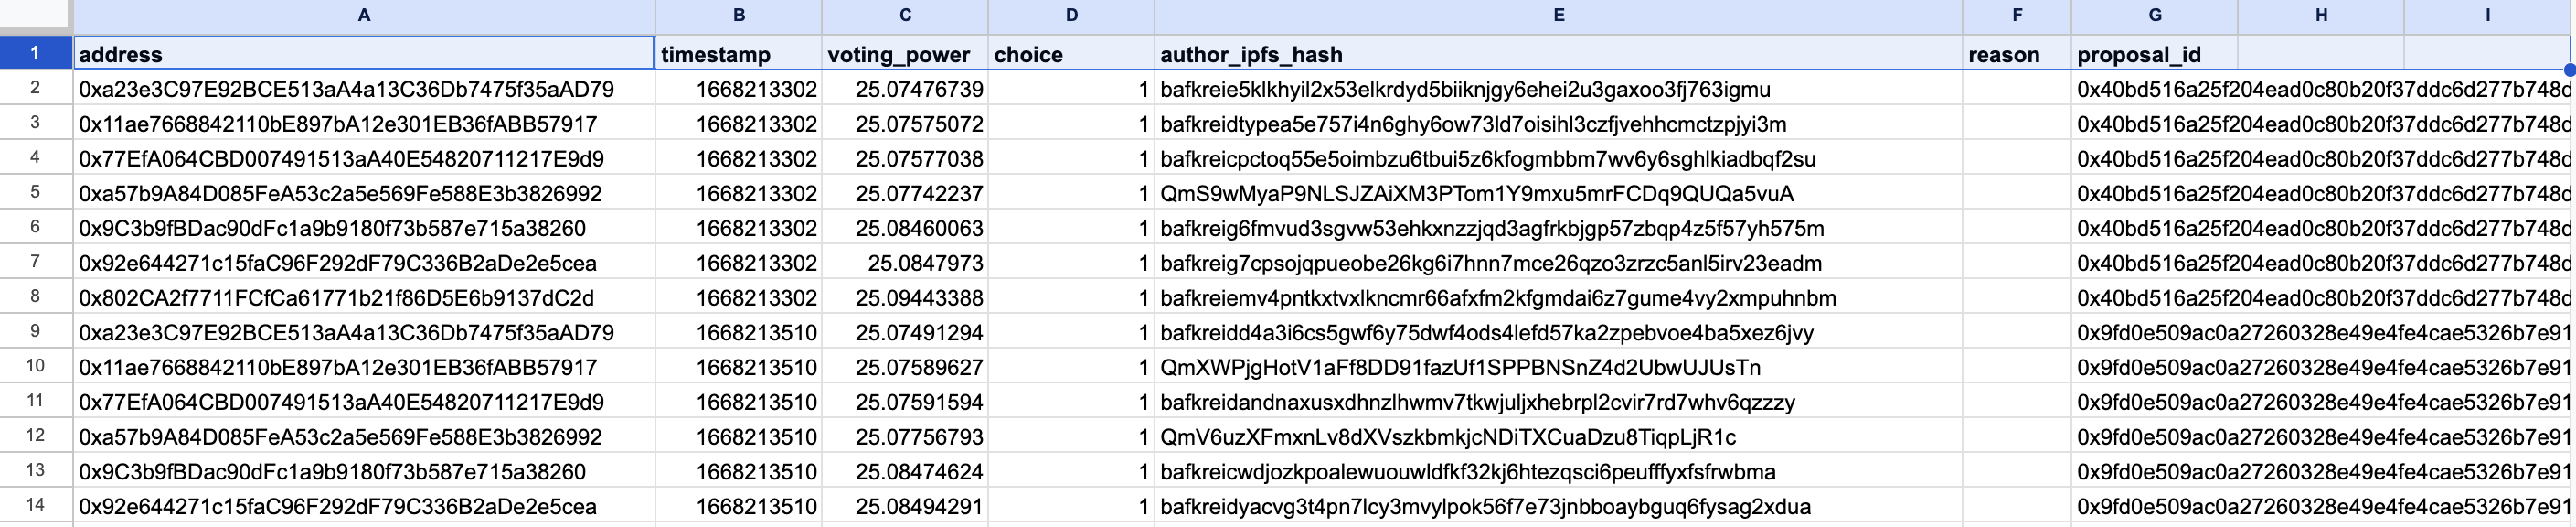 A B C D E F G H I
1 address timestamp voting_power choice author_ipfs_hash reason proposal_id
2 0xa23e3C97E92BCE513aA4a13C36Db7475f35aAD79 1668213302 25.07476739 1 bafkreie5klkhyil2x53elkrdyd5biiknjgy6ehei2u3gaxoo3fj763igmu 0x40bd516a25f204ead0c80b20f37ddc6d277b748d
3 0x11ae7668842110bE897bA12e301EB36fABB57917 1668213302 25.07575072 1 bafkreidtypea5e757i4n6ghy6ow73ld7oisihl3czfjvehhcmctzpjyi3m 0x40bd516a25f204ead0c80b20f37ddc6d277b748d
4 0x77EfA064CBD007491513aA40E54820711217E9d9 1668213302 25.07577038 1 bafkreicpctoq55e5oimbzu6tbui5z6kfogmbbm7wv6y6sghlkiadbqf2su 0x40bd516a25f204ead0c80b20f37ddc6d277b748d
5 0xa57b9A84D085FeA53c2a5e569Fe588E3b3826992 1668213302 25.07742237 1 QmS9wMyaP9NLSJZAiXM3PTom1Y9mxu5mrFCDq9QUQa5vuA 0x40bd516a25f204ead0c80b20f37ddc6d277b748d
6 0x9C3b9fBDac90dFc1a9b9180f73b587e715a38260 1668213302 25.08460063 1 bafkreig6fmvud3sgvw53ehkxnzzjqd3agfrkbjgp57zbqp4z5f57yh575m 0x40bd516a25f204ead0c80b20f37ddc6d277b748d
7 0x92e644271c15faC96F292dF79C336B2aDe2e5cea 1668213302 25.0847973 1 bafkreig7cpsojqpueobe26kg6i7hnn7mce26qzo3zrzc5anl5irv23eadm 0x40bd516a25f204ead0c80b20f37ddc6d277b748d
8 0x802CA2f7711FCfCa61771b21f86D5E6b9137dC2d 1668213302 25.09443388 1 bafkreiemv4pntkxtvxlkncmr66afxfm2kfgmdai6z7gume4vy2xmpuhnbm 0x40bd516a25f204ead0c80b20f37ddc6d277b748d
9 0xa23e3C97E92BCE513aA4a13C36Db7475f35aAD79 1668213510 25.07491294 1 bafkreidd4a3i6cs5gwf6y75dwf4ods4lefd57ka2zpebvoe4ba5xez6jvy 0x9fd0e509ac0a27260328e49e4fe4cae5326b7e91
10 0x11ae7668842110bE897bA12e301EB36fABB57917 1668213510 25.07589627 1 QmXWPjgHotV1aFf8DD91fazUf1SPPBNSnZ4d2UbwUJUsTn 0x9fd0e509ac0a27260328e49e4fe4cae5326b7e91
11 0x77EfA064CBD007491513aA40E54820711217E9d9 1668213510 25.07591594 1 bafkreidandnaxusxdhnzlhwmv7tkwjuljxhebrpl2cvir7rd7whv6qzzzy 0x9fd0e509ac0a27260328e49e4fe4cae5326b7e91
12 0xa57b9A84D085FeA53c2a5e569Fe588E3b3826992 1668213510 25.07756793 1 QmV6uzXFmxnLv8dXVszkbmkjcNDiTXCuaDzu8TiqpLjR1c 0x9fd0e509ac0a27260328e49e4fe4cae5326b7e91
13 0x9C3b9fBDac90dFc1a9b9180f73b587e715a38260 1668213510 25.08474624 1 bafkreicwdjozkpoalewuouwldfkf32kj6htezqsci6peufffyxfsfrwbma 0x9fd0e509ac0a27260328e49e4fe4cae5326b7e91
14 0x92e644271c15faC96F292dF79C336B2aDe2e5cea 1668213510 25.08494291 1 bafkreidyacvg3t4pn7lcy3mvylpok56f7e73jnbboaybguq6fysag2xdua 0x9fd0e509ac0a27260328e49e4fe4cae5326b7e91